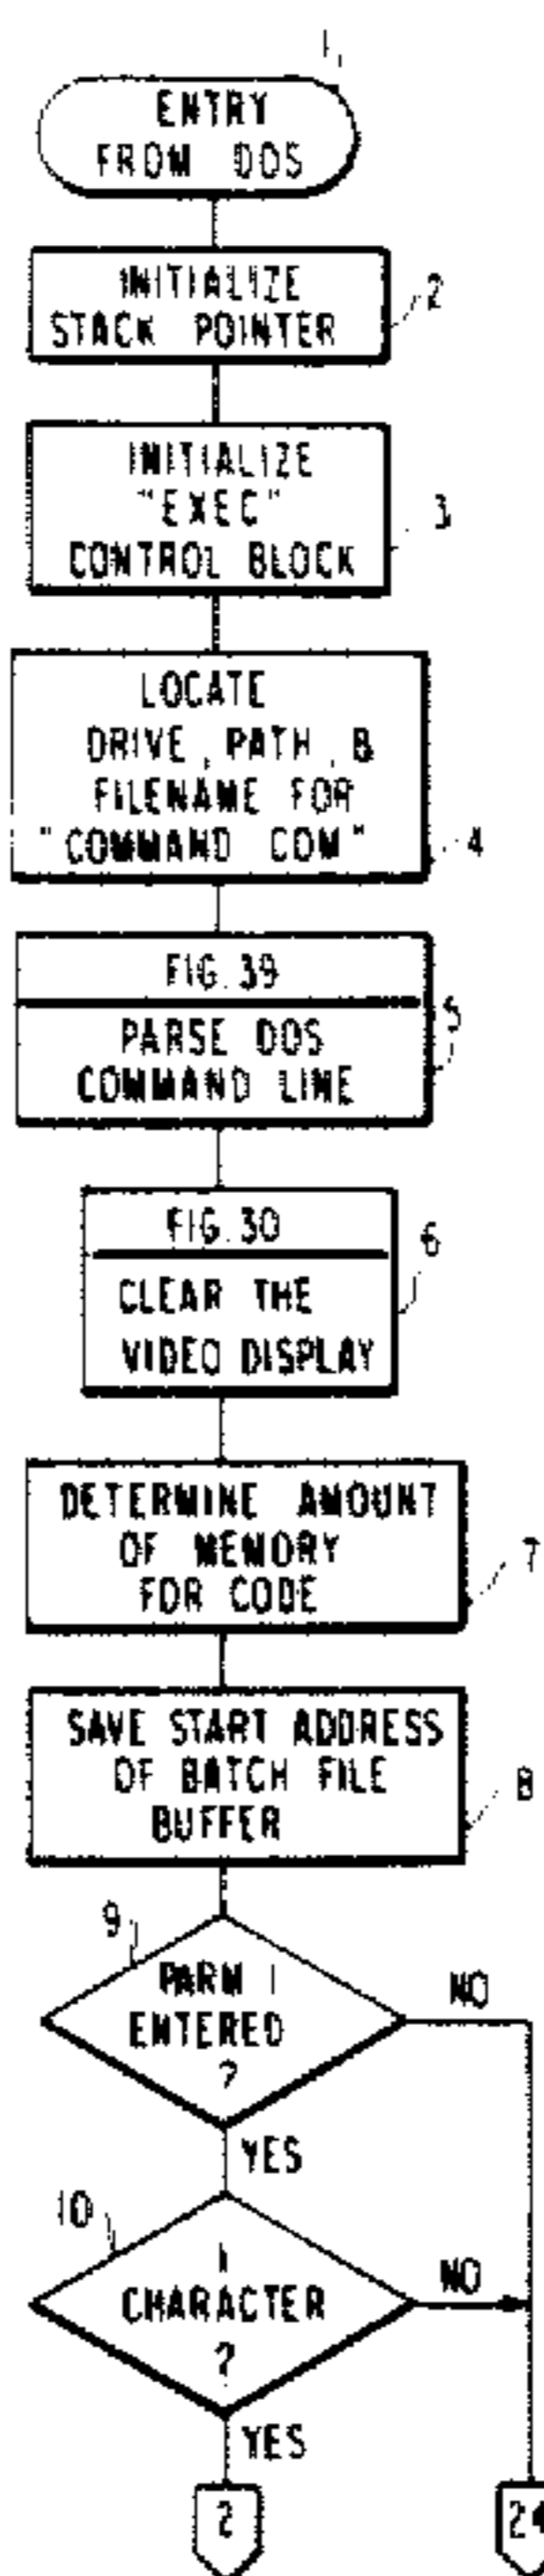 1
ENTRY
FROM DOS
INITIALIZE
STACK POINTER
2
INITIALIZE
"EXEC"
CONTROL BLOCK
3
LOCATE
DRIVE, PATH, &
FILENAME FOR
"COMMAND COM"
4
FIG. 39
PARSE DOS
COMMAND LINE
5
FIG. 30
CLEAR THE
VIDEO DISPLAY
6
DETERMINE AMOUNT
OF MEMORY
FOR CODE
7
SAVE START ADDRESS
OF BATCH FILE
BUFFER
8
9
PARM 1
ENTERED
?
NO
YES
10
1
CHARACTER
?
NO
YES
2
24